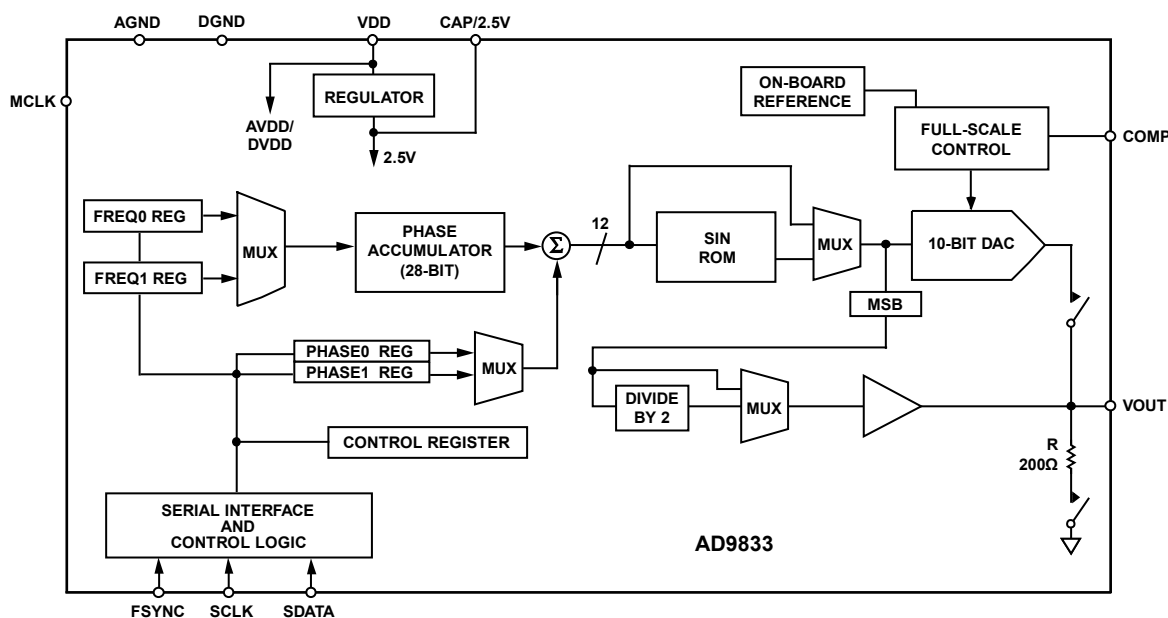 AGND
DGND
VDD
CAP/2.5V
MCLK
REGULATOR
AVDD/
DVDD
2.5V
ON-BOARD
REFERENCE
FULL-SCALE
CONTROL
COMP
FREQ0 REG
FREQ1 REG
MUX
PHASE
ACCUMULATOR
(28-BIT)
Σ
12
SIN
ROM
MUX
10-BIT DAC
MSB
PHASE0 REG
PHASE1 REG
MUX
DIVIDE
BY 2
MUX
VOUT
CONTROL REGISTER
R
200Ω
SERIAL INTERFACE
AND
CONTROL LOGIC
AD9833
FSYNC
SCLK
SDATA